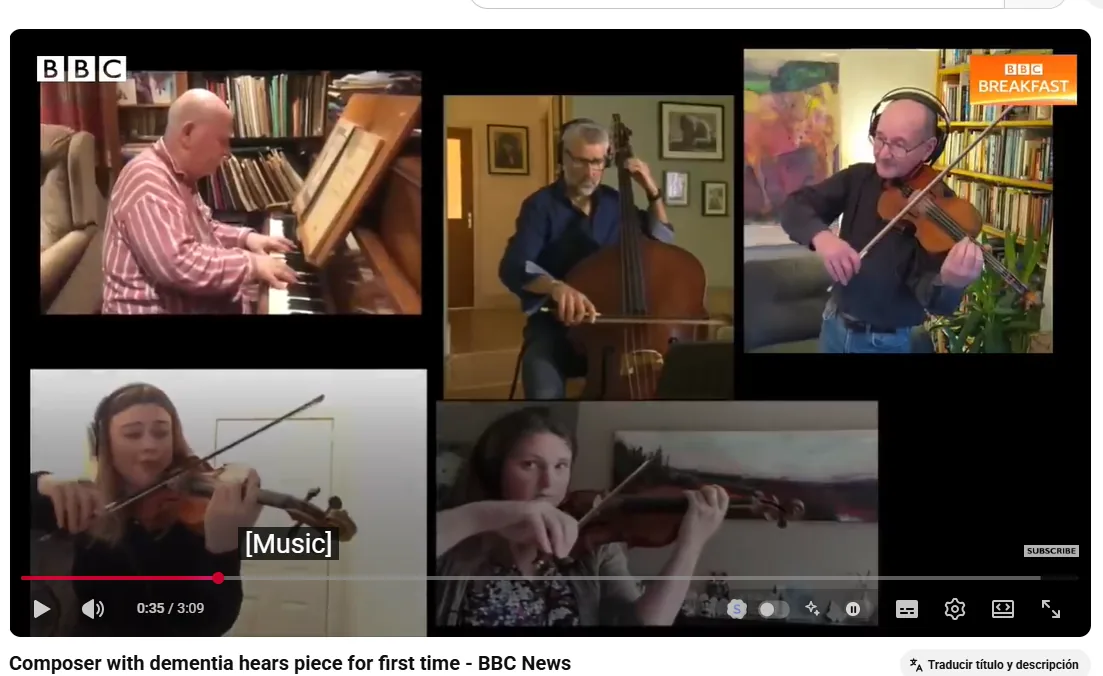 BBC
BBC
BREAKFAST
[Music]
SUBSCRIBE
0:35 / 3:09
S
Composer with dementia hears piece for first time - BBC News
Traducir título y descripción